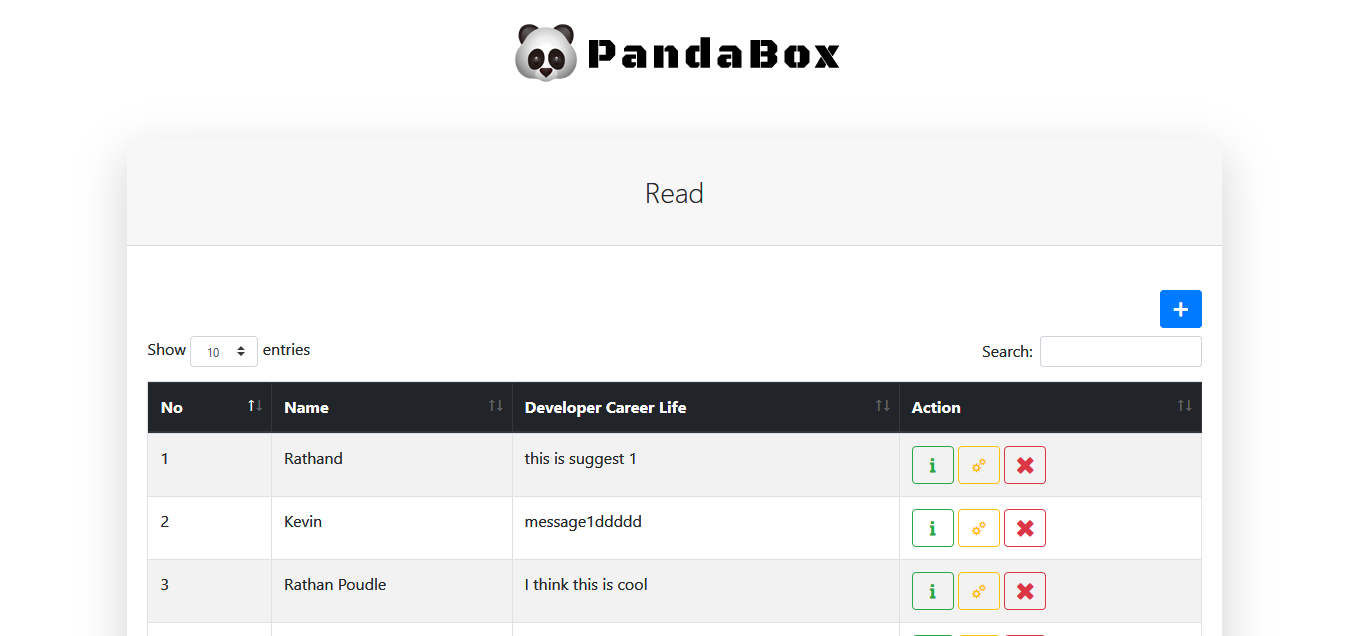 PandaBox
Read
Show 10 entries
Search:
No Name Developer Career Life Action
1 Rathand this is suggest 1
2 Kevin message1ddddd
3 Rathan Poudle I think this is cool